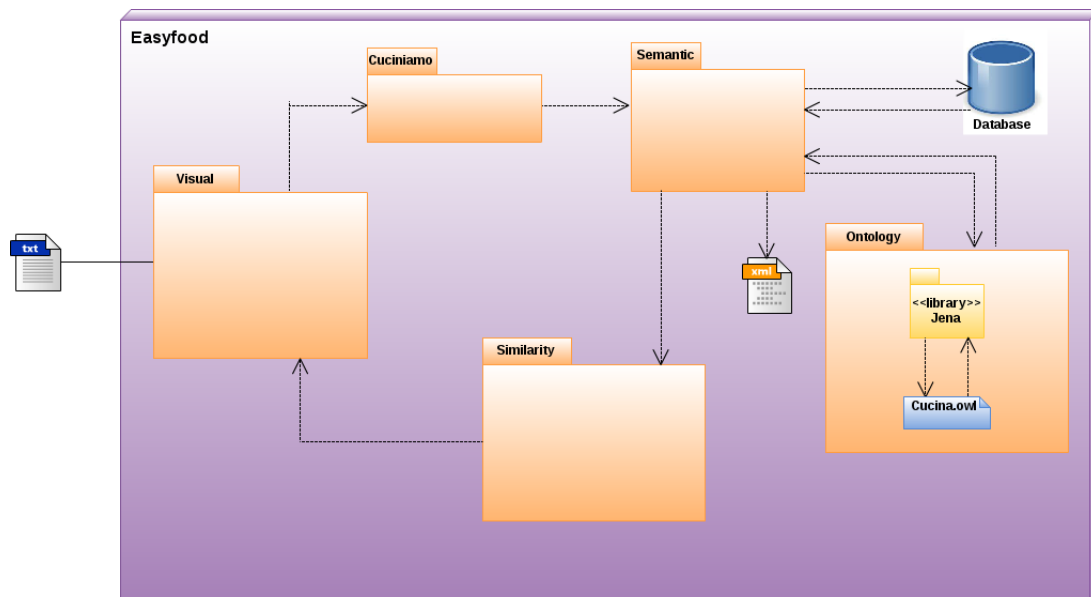 Easyfood
Cuciniamo
Semantic
Database
Visual
txt
Ontology
xml
<<library>>
Jena
Similarity
Cucina.owl